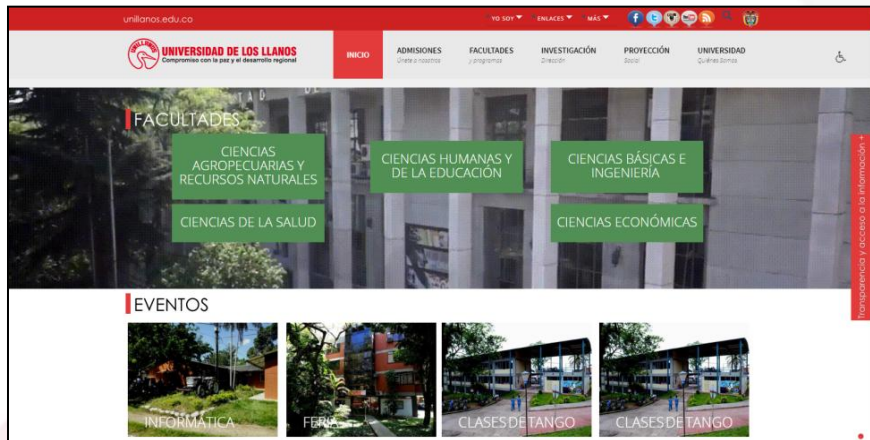 unillanos.edu.co
YO SOY
ENLACES
MÁS
UNILLANOS
UNIVERSIDAD DE LOS LLANOS
Compromiso con la paz y el desarrollo regional
INICIO
ADMISIONES
Únete a nosotros
FACULTADES
y programas
INVESTIGACIÓN
Dirección
PROYECCIÓN
Social
UNIVERSIDAD
Quiénes Somos
FACULTADES
CIENCIAS
AGROPECUARIAS Y
RECURSOS NATURALES
CIENCIAS HUMANAS Y
DE LA EDUCACIÓN
CIENCIAS BÁSICAS E
INGENIERÍA
CIENCIAS DE LA SALUD
CIENCIAS ECONÓMICAS
Transparencia y acceso a la información +
EVENTOS
INFORMÁTICA
FERIA
CLASES DE TANGO
CLASES DE TANGO